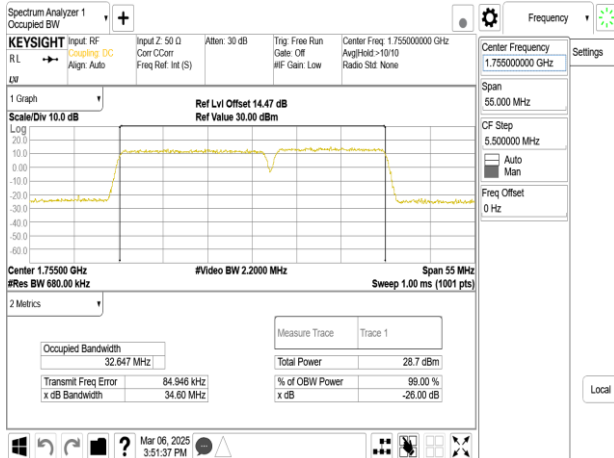 Spectrum Analyzer 1
Occupied BW
Frequency
KEYSIGHT
Input: RF
Coupling: DC
Align: Auto
Input Z: 50 Ω
Corr CCorr
Freq Ref: Int (S)
Atten: 30 dB
Trig: Free Run
Gate: Off
#IF Gain: Low
Center Freq: 1.755000000 GHz
Avg|Hold:>10/10
Radio Std: None
RL
LXI
Center Frequency
1.755000000 GHz
Settings
Span
55.000 MHz
CF Step
5.500000 MHz
Auto
Man
Freq Offset
0 Hz
Local
1 Graph
Scale/Div 10.0 dB
Ref Lvl Offset 14.47 dB
Ref Value 30.00 dBm
Log
20.0
10.0
0.00
-10.0
-20.0
-30.0
-40.0
-50.0
-60.0
Center 1.75500 GHz
#Video BW 2.2000 MHz
Span 55 MHz
#Res BW 680.00 kHz
Sweep 1.00 ms (1001 pts)
2 Metrics
Measure Trace
Trace 1
Occupied Bandwidth
32.647 MHz
Total Power
28.7 dBm
Transmit Freq Error
84.946 kHz
% of OBW Power
99.00 %
x dB Bandwidth
34.60 MHz
x dB
-26.00 dB
?
Mar 06, 2025
3:51:37 PM